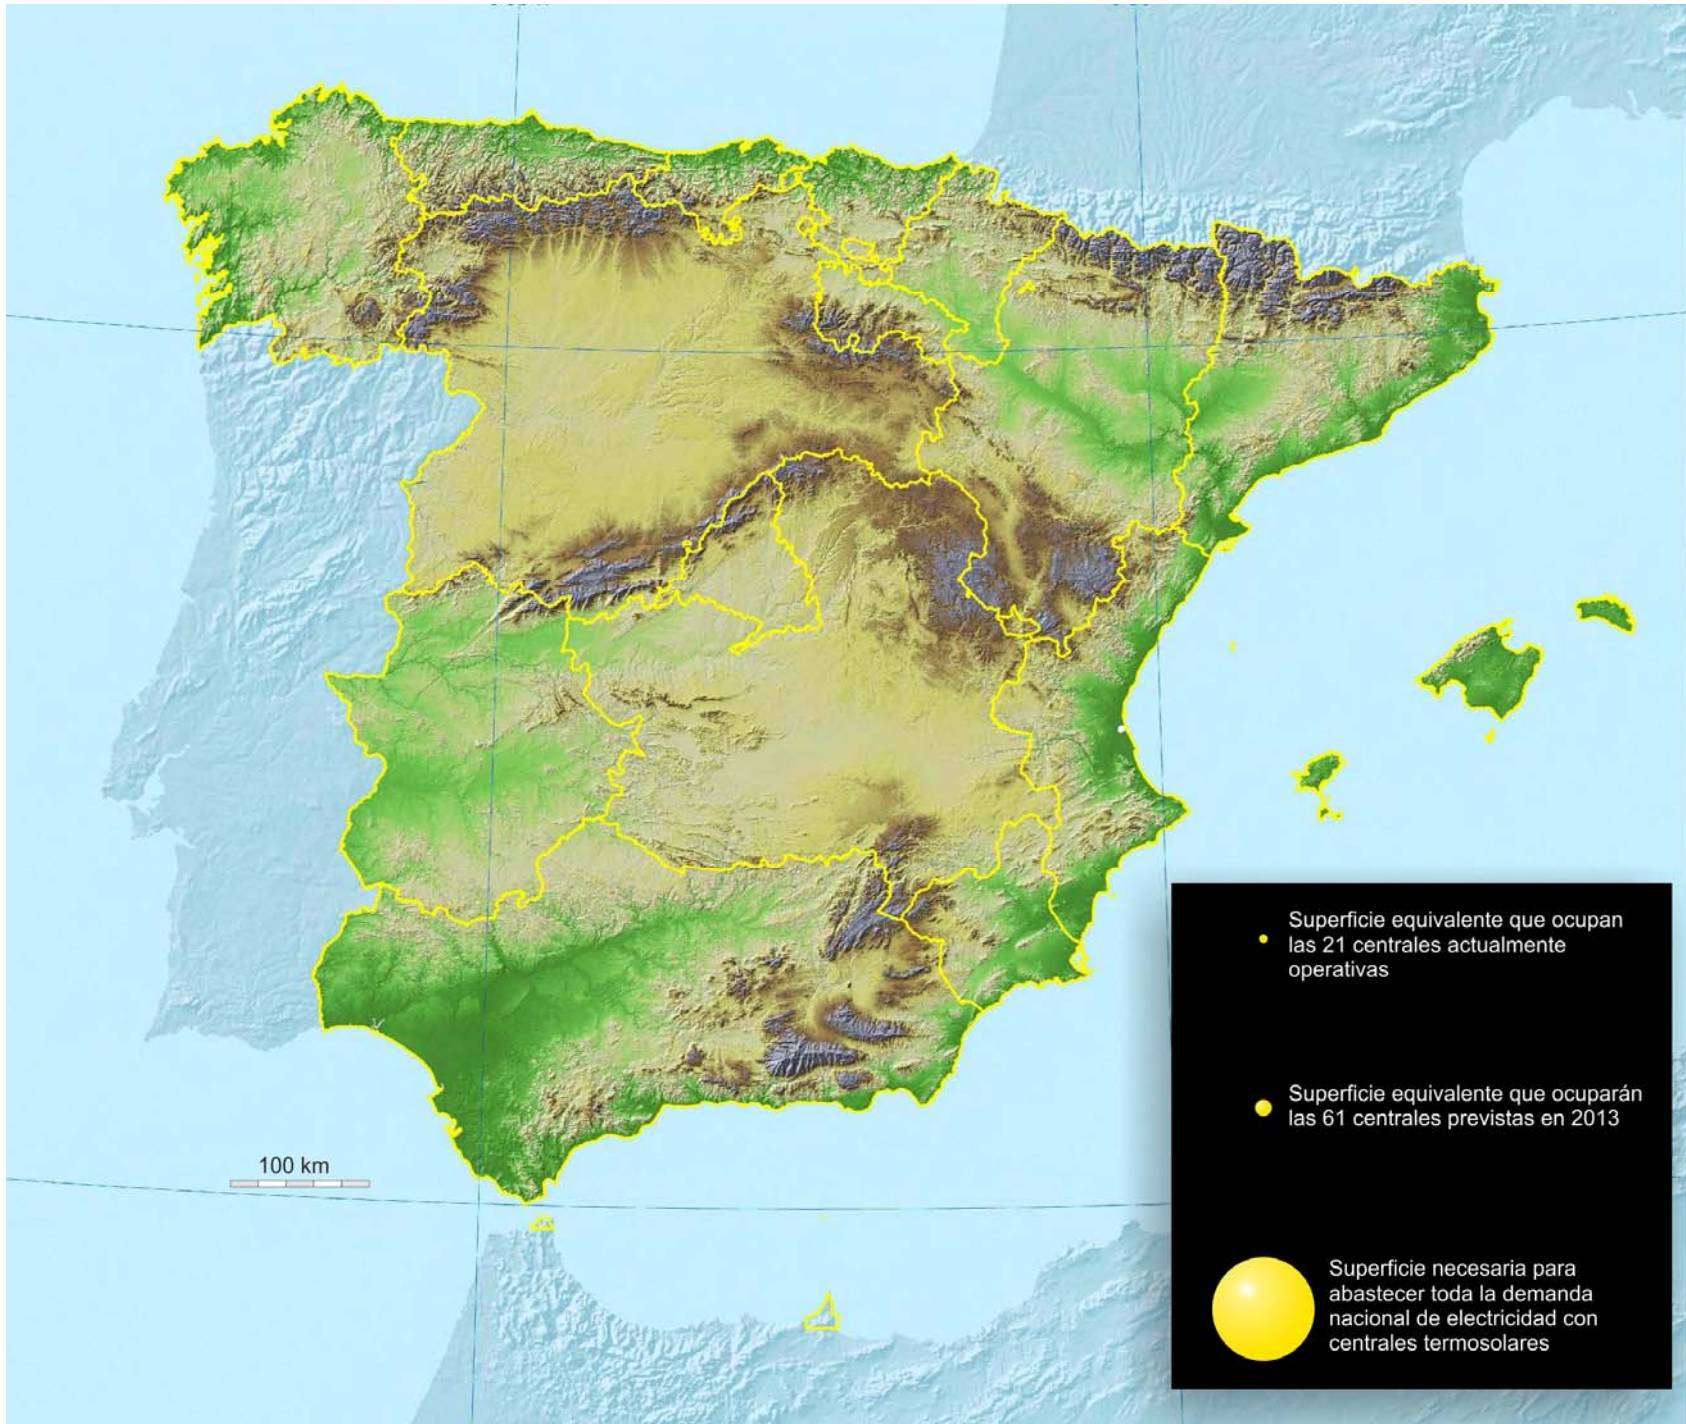 Superficie equivalente que ocupan
las 21 centrales actualmente
operativas
Superficie equivalente que ocuparán
las 61 centrales previstas en 2013
100 km
Superficie necesaria para
abastecer toda la demanda
nacional de electricidad con
centrales termosolares